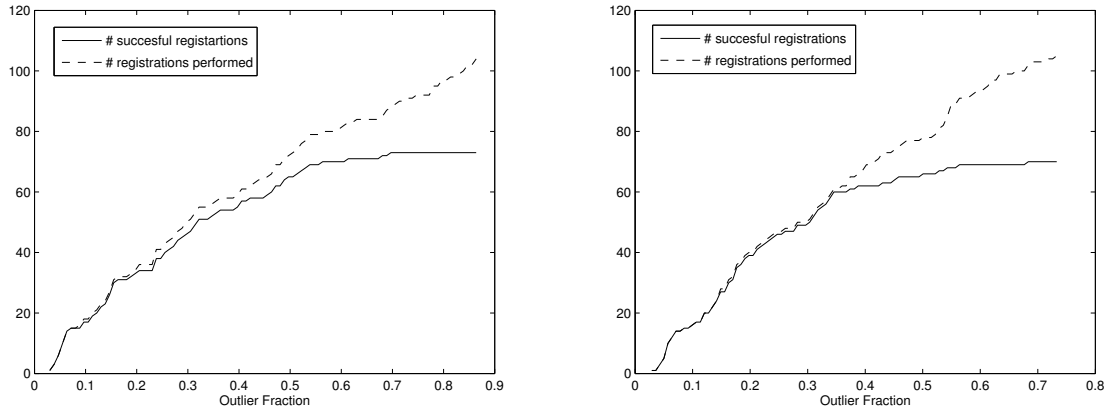 120
100
80
60
40
20
0
# succesful registartions
# registrations performed
0 0.1 0.2 0.3 0.4 0.5 0.6 0.7 0.8 0.9
Outlier Fraction
120
100
80
60
40
20
0
# succesful registrations
# registrations performed
0 0.1 0.2 0.3 0.4 0.5 0.6 0.7 0.8
Outlier Fraction